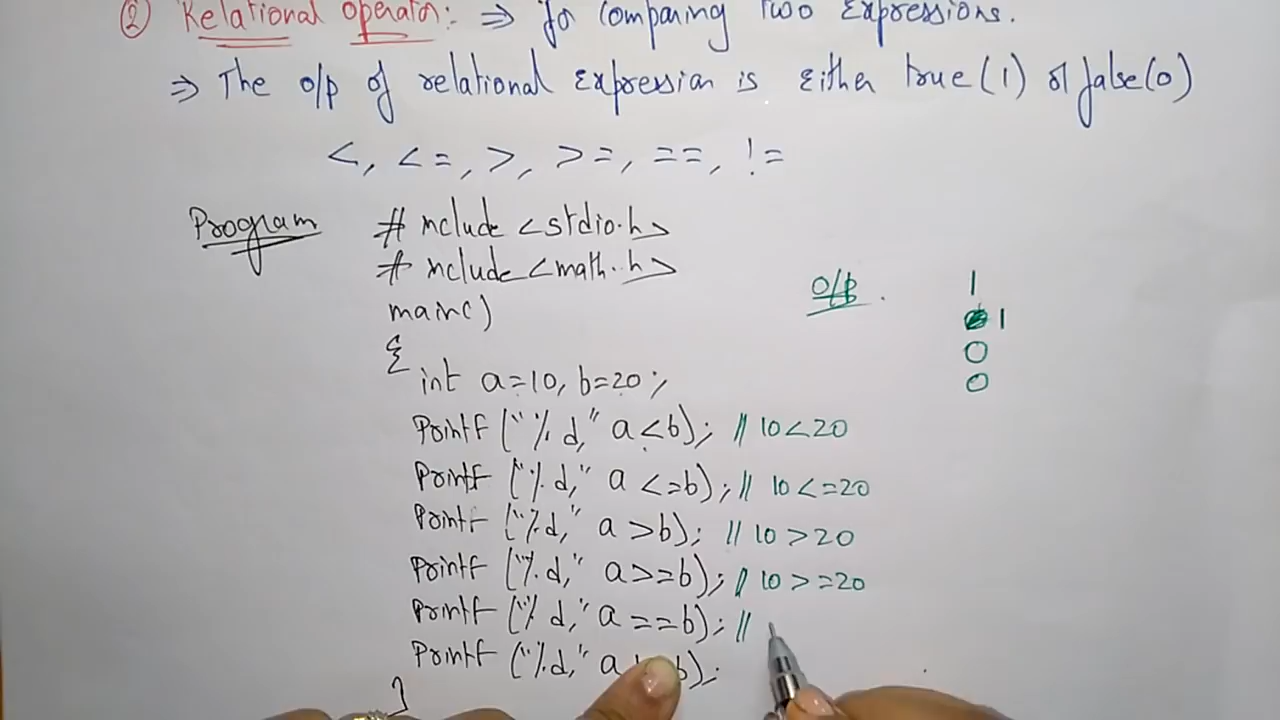 ② Relational operator:- ⇒ for comparing two expressions.
⇒ The o/p of relational expression is either true(1) or false(0)
<, <=, >, >=, ==, !=
Program # include <stdio.h>
# include <math.h>
main()
{
int a=10, b=20;
printf ("%d," a<b); // 10<20
printf ("%d," a <=b); // 10<=20
printf ("%d," a >b); // 10>20
printf ("%d," a>=b); // 10>=20
printf ("%d," a ==b); //
printf ("%d," a b);
}
o/p. 1
1
0
0